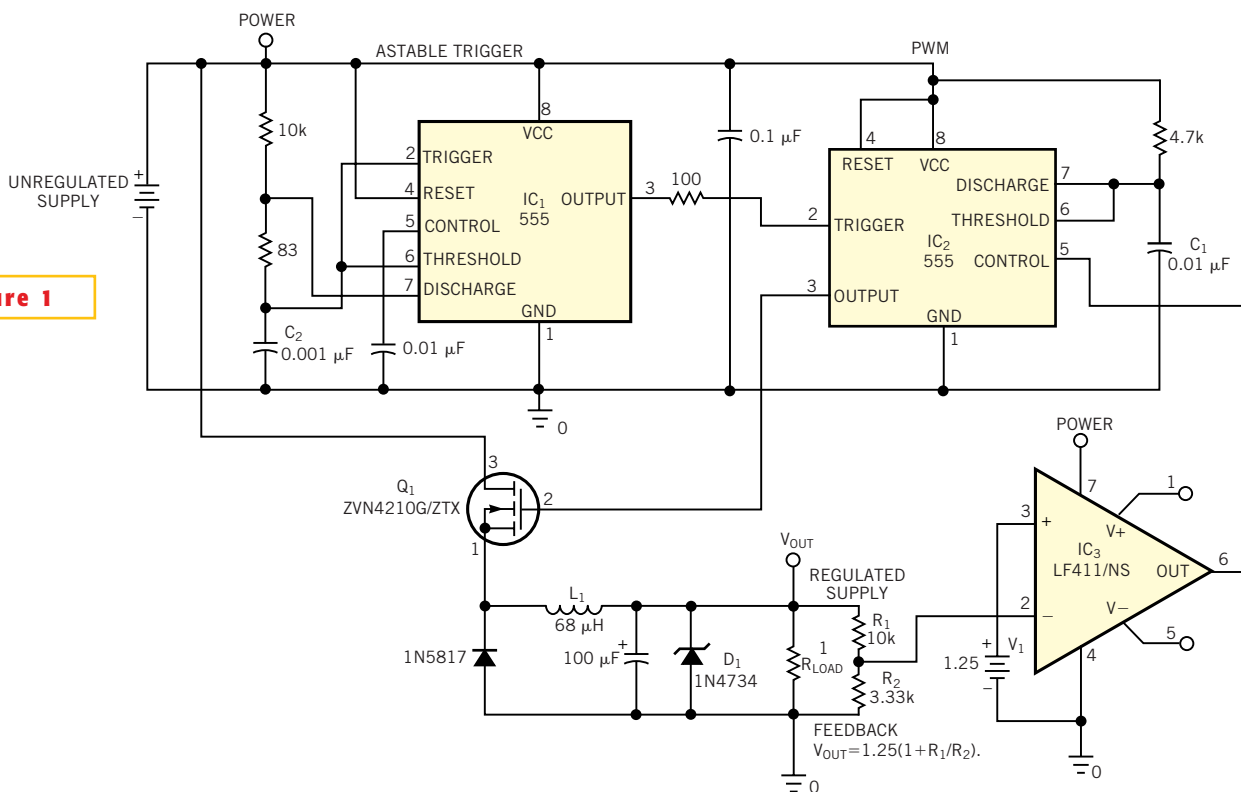 POWER
ASTABLE TRIGGER
PWM
8
VCC
10k
2
TRIGGER
4
RESET
5
CONTROL
6
THRESHOLD
7
DISCHARGE
IC1
555
OUTPUT
3
100
GND
1
0.1 µF
4
RESET
8
VCC
4.7k
DISCHARGE
7
THRESHOLD
6
CONTROL
5
2
TRIGGER
IC2
555
3
OUTPUT
GND
1
C1
0.01 µF
UNREGULATED
SUPPLY
+
–
83
ure 1
C2
0.001 µF
0.01 µF
0
3
Q1
ZVN4210G/ZTX
2
1
POWER
7
1
3
+
V+
IC3
LF411/NS
OUT
6
2
–
V–
5
4
+
V1
1.25
–
0
VOUT
REGULATED
SUPPLY
L1
68 µH
R1
10k
1N5817
+
100 µF
D1
1N4734
1
RLOAD
R2
3.33k
FEEDBACK
VOUT=1.25(1+R1/R2).
0